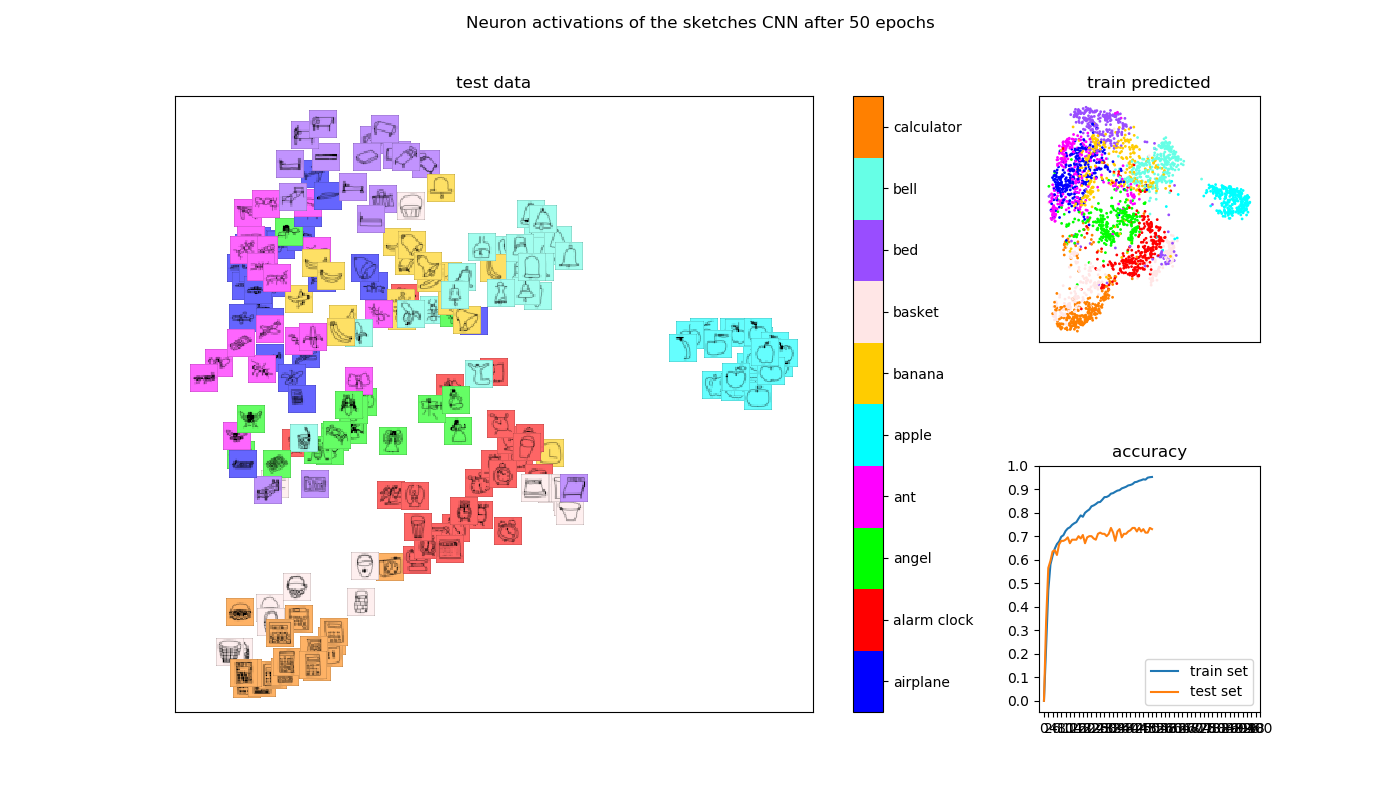 Neuron activations of the sketches CNN after 50 epochs
test data
calculator
bell
bed
basket
banana
apple
ant
angel
alarm clock
airplane
train predicted
accuracy
1.0
0.9
0.8
0.7
0.6
0.5
0.4
0.3
0.2
0.1
0.0
train set
test set